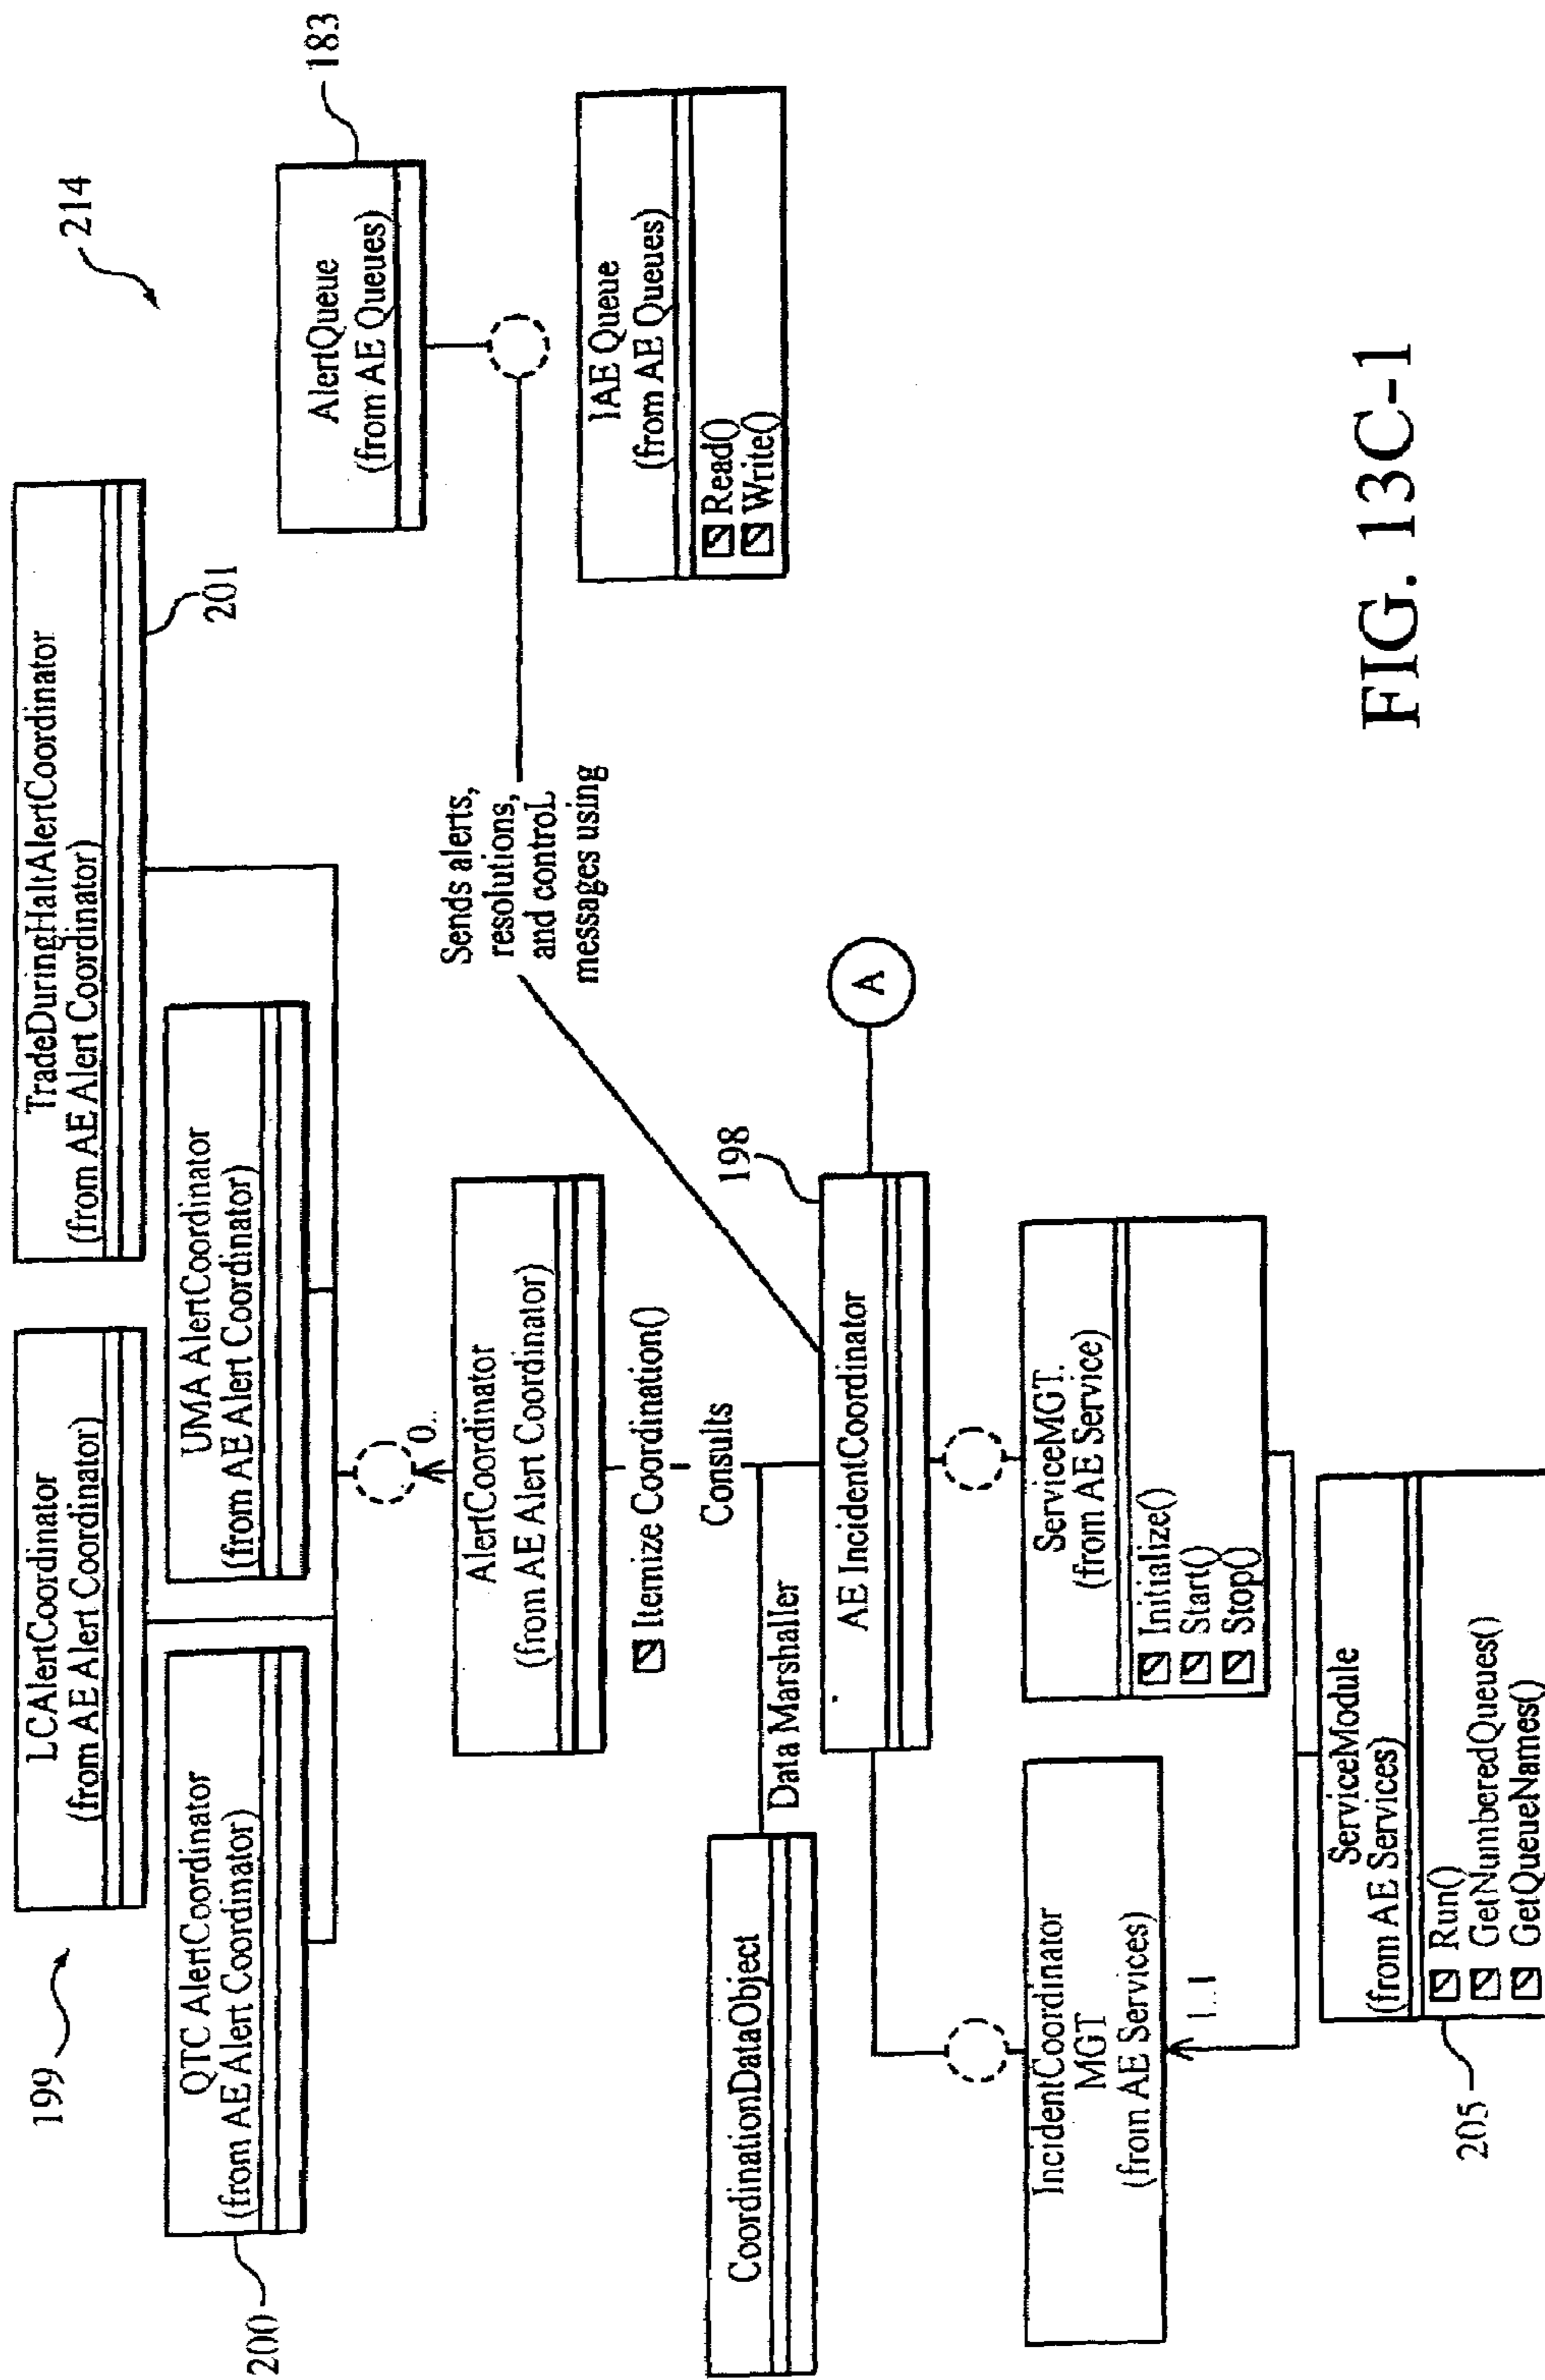 199
214
LCAlertCoordinator
(from AE Alert Coordinator)
TradeDuringHaltAlertCoordinator
(from AE Alert Coordinator)
201
QTC AlertCoordinator
(from AE Alert Coordinator)
200
UMA AlertCoordinator
(from AE Alert Coordinator)
AlertQueue
(from AE Queues)
183
0..
AlertCoordinator
(from AE Alert Coordinator)
Itemize Coordination()
Sends alerts,
resolutions,
and controL
messages using
IAE Queue
(from AE Queues)
Read()
Write()
Consults
CoordinationDataObject
Data Marshaller
198
AE IncidentCoordinator
A
IncidentCoordinator
MGT
(from AE Services)
ServiceMGT.
(from AE Service)
Initialize()
Start()
Stop()
1..1
ServiceModule
(from AE Services)
Run()
GetNumberedQueues()
GetQueueNames()
205
FIG. 13C-1